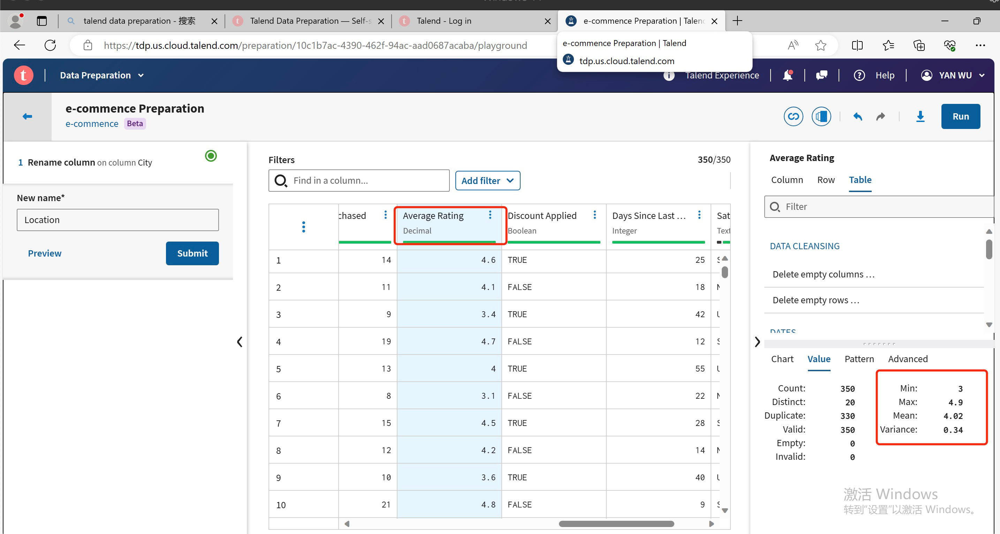 talend data preparation - 搜索
Talend Data Preparation — Self-s
Talend - Log in
e-commence Preparation | Talend
https://tdp.us.cloud.talend.com/preparation/10c1b7ac-4390-462f-94ac-aad0687acaba/playground
e-commence Preparation | Talend
tdp.us.cloud.talend.com
Data Preparation
Talend Experience
Help
YAN WU
e-commence Preparation
e-commence Beta
Run
1 Rename column on column City
New name*
Location
Preview
Submit
Filters
350/350
Find in a column...
Add filter
chased
Average Rating
Decimal
Discount Applied
Boolean
Days Since Last ...
Integer
Sat
Text
1 14 4.6 TRUE 25 S
2 11 4.1 FALSE 18 N
3 9 3.4 TRUE 42 U
4 19 4.7 FALSE 12 S
5 13 4 TRUE 55 U
6 8 3.1 FALSE 22 N
7 15 4.5 TRUE 28 S
8 12 4.2 FALSE 14 N
9 10 3.6 TRUE 40 U
10 21 4.8 FALSE 9 S
Average Rating
Column Row Table
Filter
DATA CLEANSING
Delete empty columns ...
Delete empty rows ...
DATES
Chart Value Pattern Advanced
Count: 350
Distinct: 20
Duplicate: 330
Valid: 350
Empty: 0
Invalid: 0
Min: 3
Max: 4.9
Mean: 4.02
Variance: 0.34
激活 Windows
转到"设置"以激活 Windows。